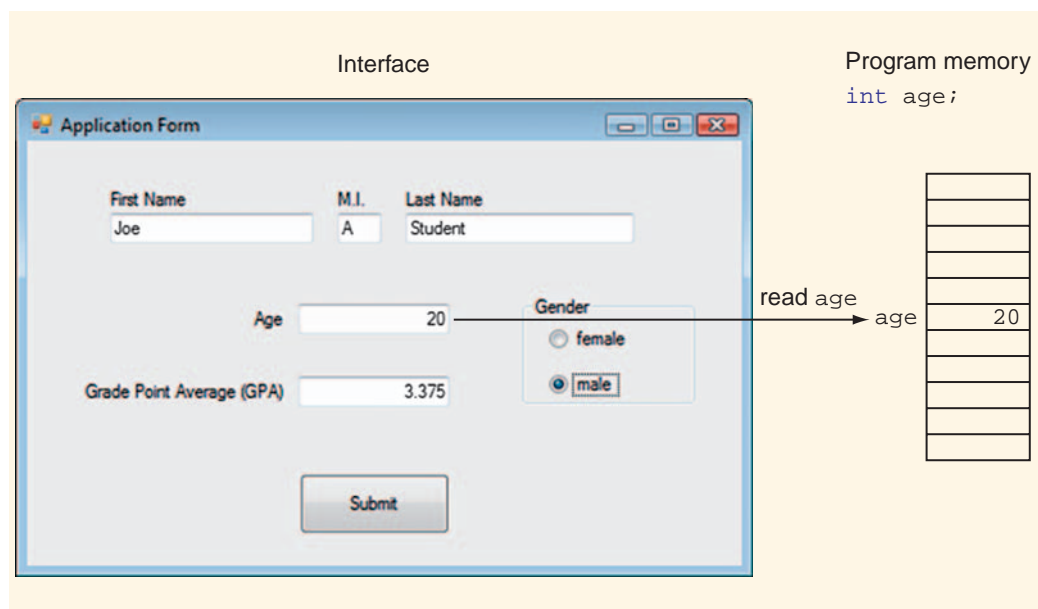 Interface
Program memory
int age;
Application Form
First Name M.I. Last Name
Joe A Student
Age 20
Gender
female
male
Grade Point Average (GPA) 3.375
Submit
read age
age 20